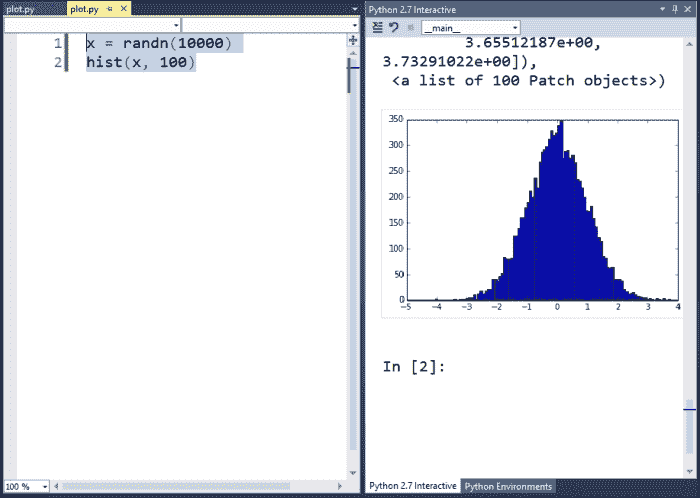 plot.py
plot.py
1 x = randn(10000)
2 hist(x, 100)
100 %
Python 2.7 Interactive
__main__
3.65512187e+00,
3.73291022e+00]),
<a list of 100 Patch objects>)
350
300
250
200
150
100
50
0
-5 -4 -3 -2 -1 0 1 2 3 4
In [2]:
Python 2.7 Interactive Python Environments